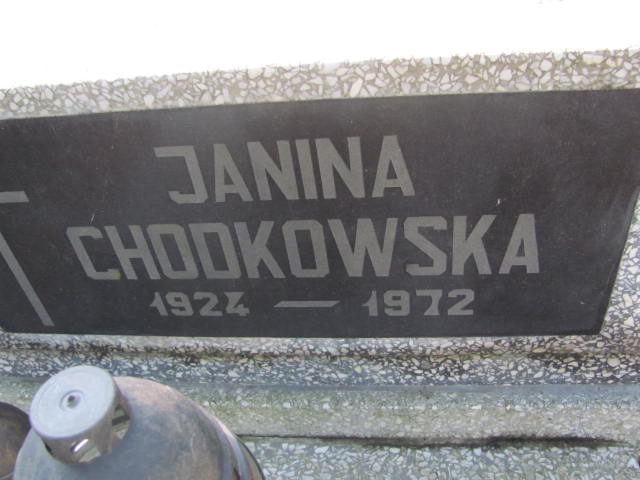 JANINA
CHODKOWSKA
1924 — 1972